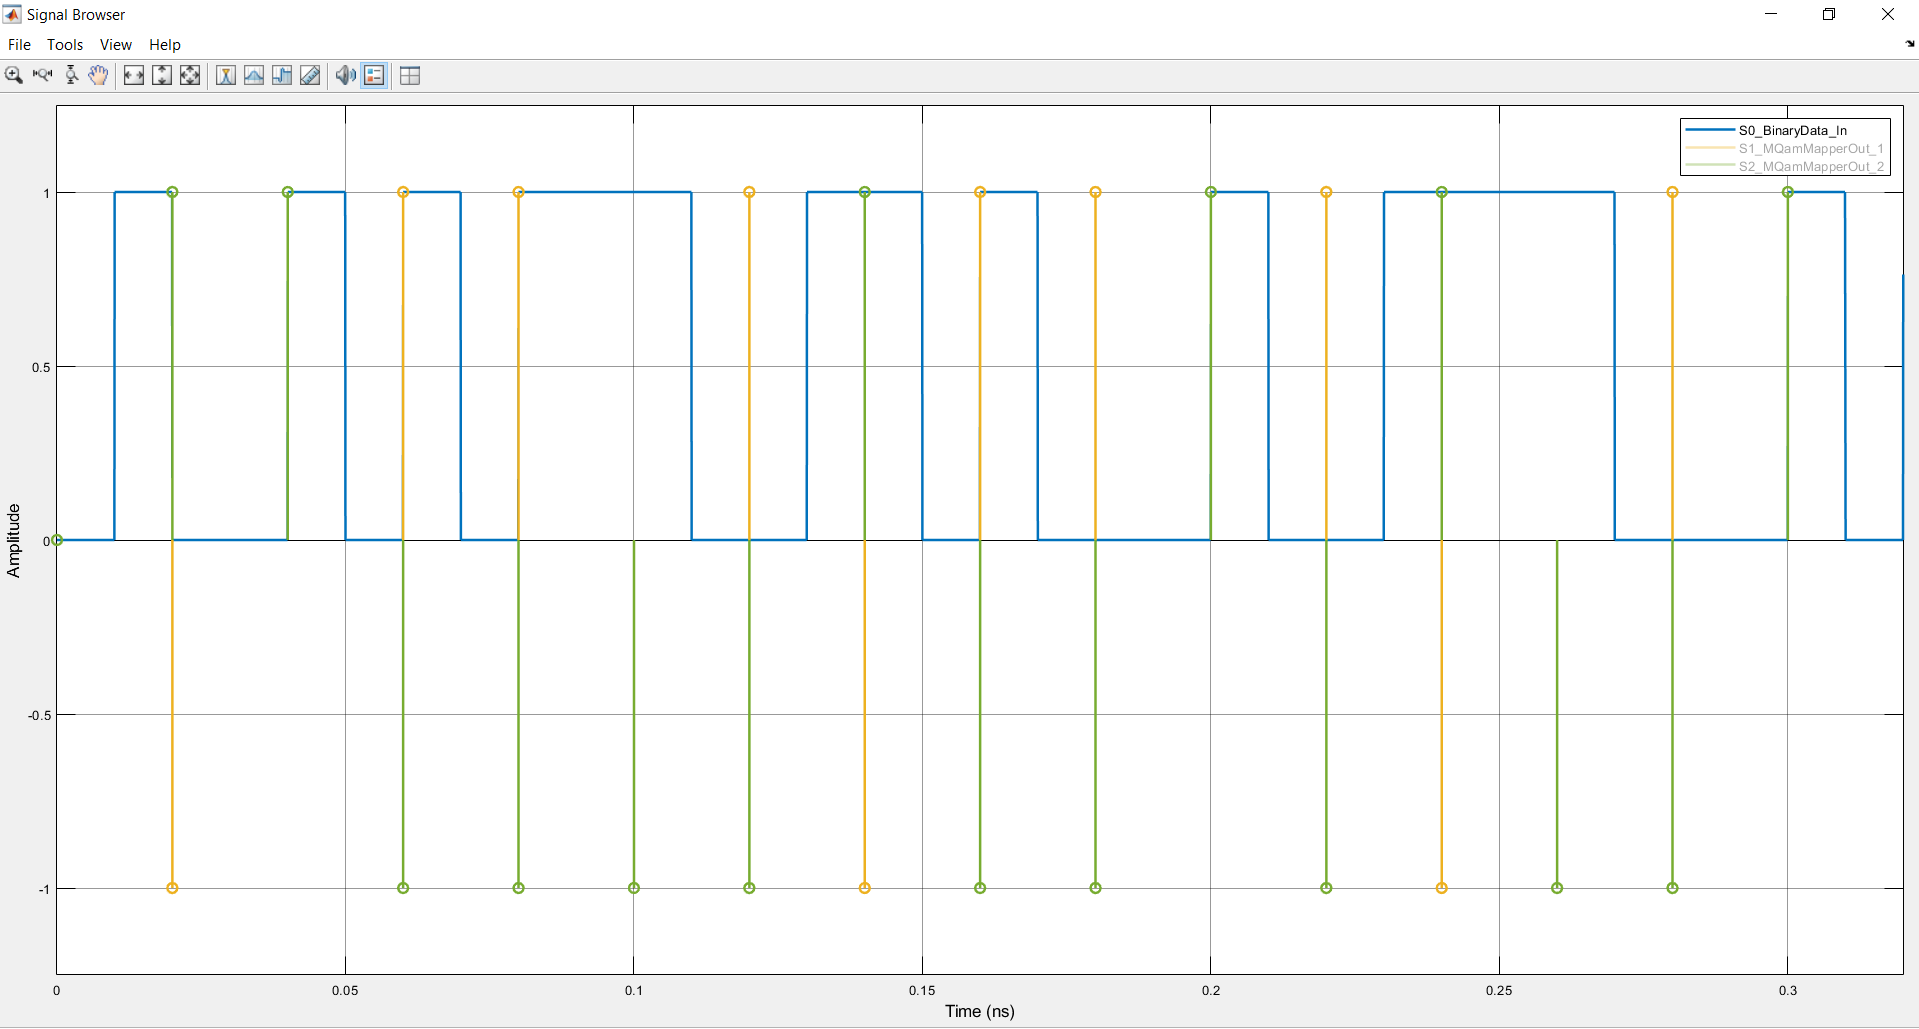 Signal Browser
File Tools View Help
S0_BinaryData_In
S1_MQamMapperOut_1
S2_MQamMapperOut_2
1
0.5
0
-0.5
-1
Amplitude
0 0.05 0.1 0.15 0.2 0.25 0.3
Time (ns)